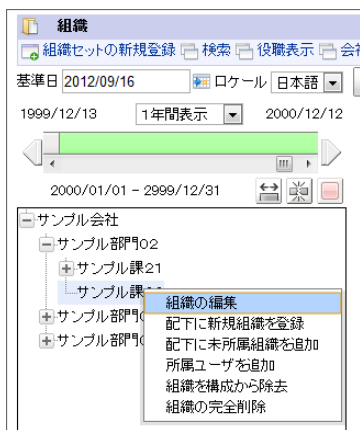 組織
組織セットの新規登録 検索 役職表示
基準日 2012/09/16 ロケール 日本語
1999/12/13 1年間表示 2000/12/12
2000/01/01 - 2999/12/31
サンプル会社
サンプル部門02
サンプル課21
サンプル課
サンプル部門
サンプル部門
組織の編集
配下に新規組織を登録
配下に未所属組織を追加
所属ユーザを追加
組織を構成から除去
組織の完全削除